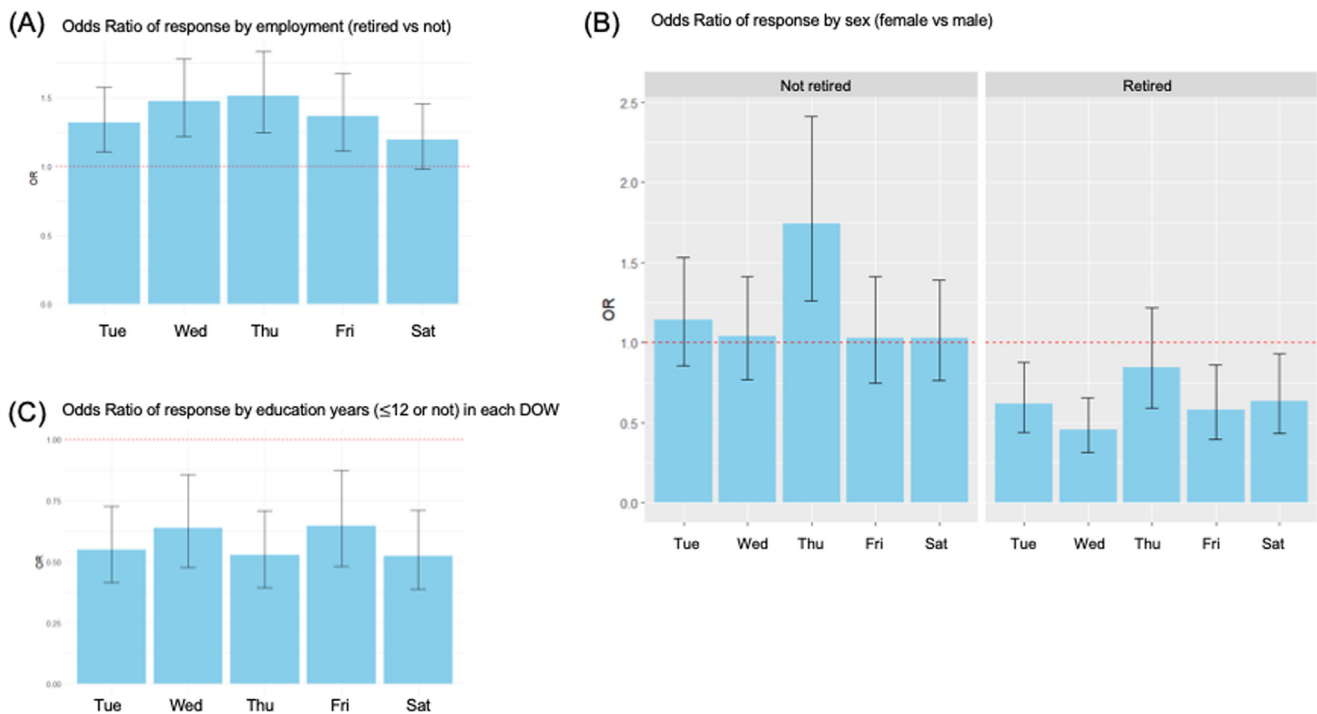 (A) Odds Ratio of response by employment (retired vs not)
1.5
1.0
OR
0.5
0.0
Tue Wed Thu Fri Sat
(B) Odds Ratio of response by sex (female vs male)
Not retired Retired
2.5
2.0
1.5
OR
1.0
0.5
0.0
Tue Wed Thu Fri Sat Tue Wed Thu Fri Sat
(C) Odds Ratio of response by education years (≤12 or not) in each DOW
1.00
0.75
0.50
OR
0.25
0.00
Tue Wed Thu Fri Sat